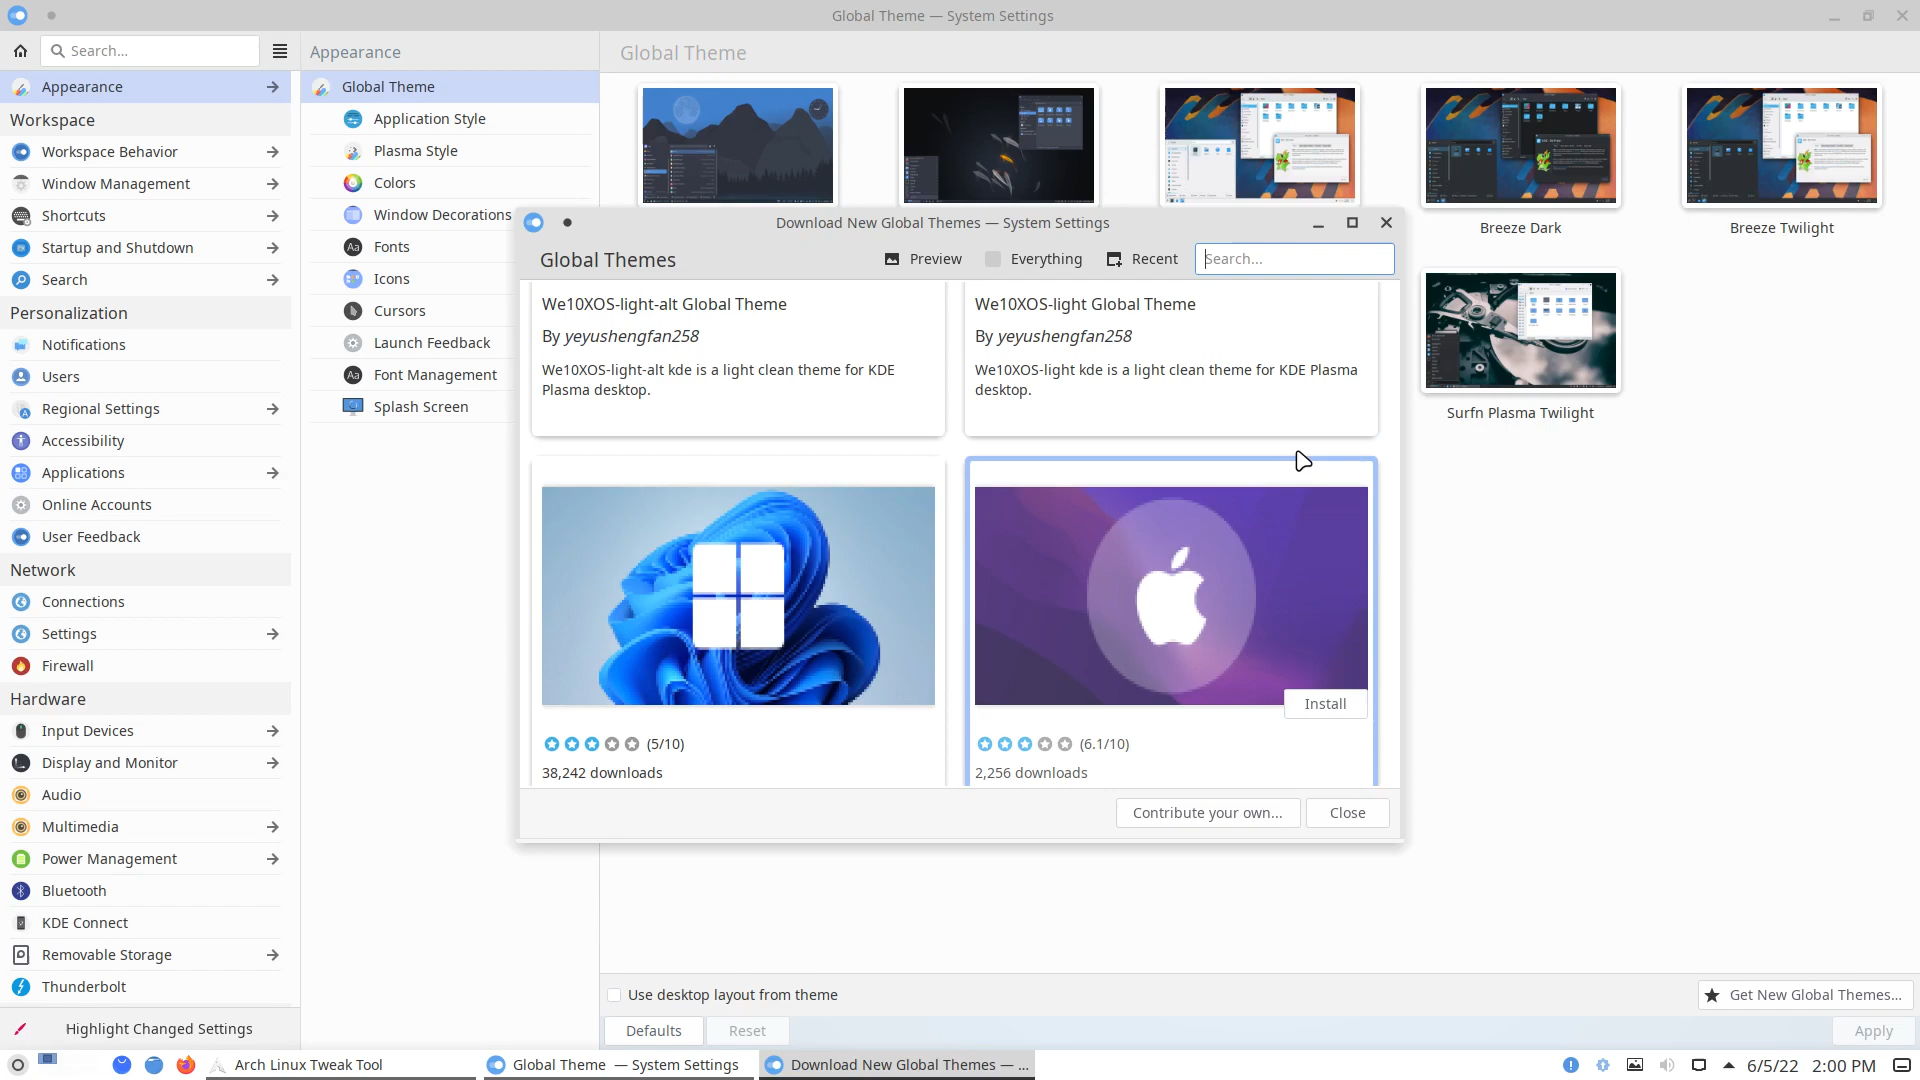 Global Theme — System Settings
Search...
Appearance
Workspace
Workspace Behavior
Window Management
Shortcuts
Startup and Shutdown
Search
Personalization
Notifications
Users
Regional Settings
Accessibility
Applications
Online Accounts
User Feedback
Network
Connections
Settings
Firewall
Hardware
Input Devices
Display and Monitor
Audio
Multimedia
Power Management
Bluetooth
KDE Connect
Removable Storage
Thunderbolt
Highlight Changed Settings
Appearance
Global Theme
Application Style
Plasma Style
Colors
Window Decorations
Fonts
Icons
Cursors
Launch Feedback
Font Management
Splash Screen
Global Theme
Breeze Dark
Breeze Twilight
Surfn Plasma Twilight
Download New Global Themes — System Settings
Global Themes
Preview
Everything
Recent
Search...
We10XOS-light-alt Global Theme
By yeyushengfan258
We10XOS-light-alt kde is a light clean theme for KDE
Plasma desktop.
We10XOS-light Global Theme
By yeyushengfan258
We10XOS-light kde is a light clean theme for KDE Plasma
desktop.
(5/10)
38,242 downloads
Install
(6.1/10)
2,256 downloads
Contribute your own...
Close
Use desktop layout from theme
Get New Global Themes...
Defaults
Reset
Apply
Arch Linux Tweak Tool
Global Theme — System Settings
Download New Global Themes — ...
6/5/22
2:00 PM